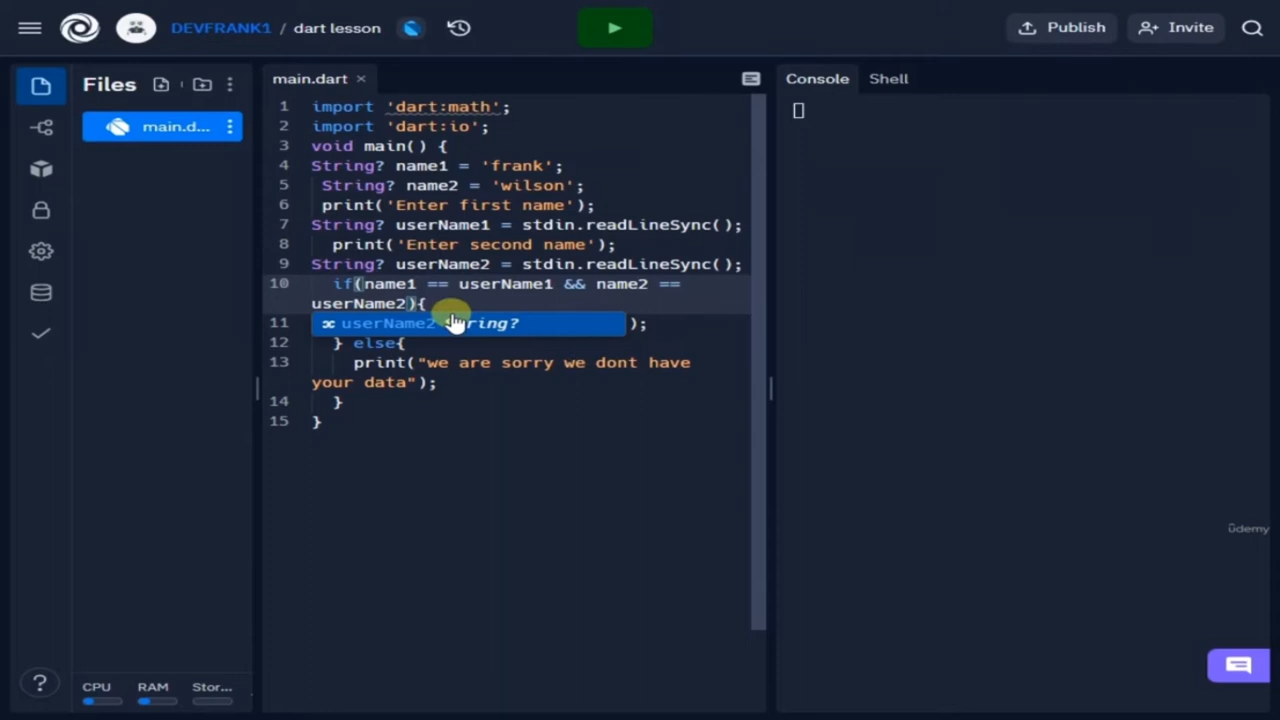 DEVFRANK1 / dart lesson
Publish
Invite
Files
main.d...
main.dart ×
Console
Shell
1 import 'dart:math';
2 import 'dart:io';
3 void main() {
4 String? name1 = 'frank';
5 String? name2 = 'wilson';
6 print('Enter first name');
7 String? userName1 = stdin.readLineSync();
8 print('Enter second name');
9 String? userName2 = stdin.readLineSync();
10 if(name1 == userName1 && name2 ==
userName2){
userName2
11 );
12 } else{
13 print("we are sorry we dont have
your data");
14 }
15 }
ûdemy
?
CPU
RAM
Stor...